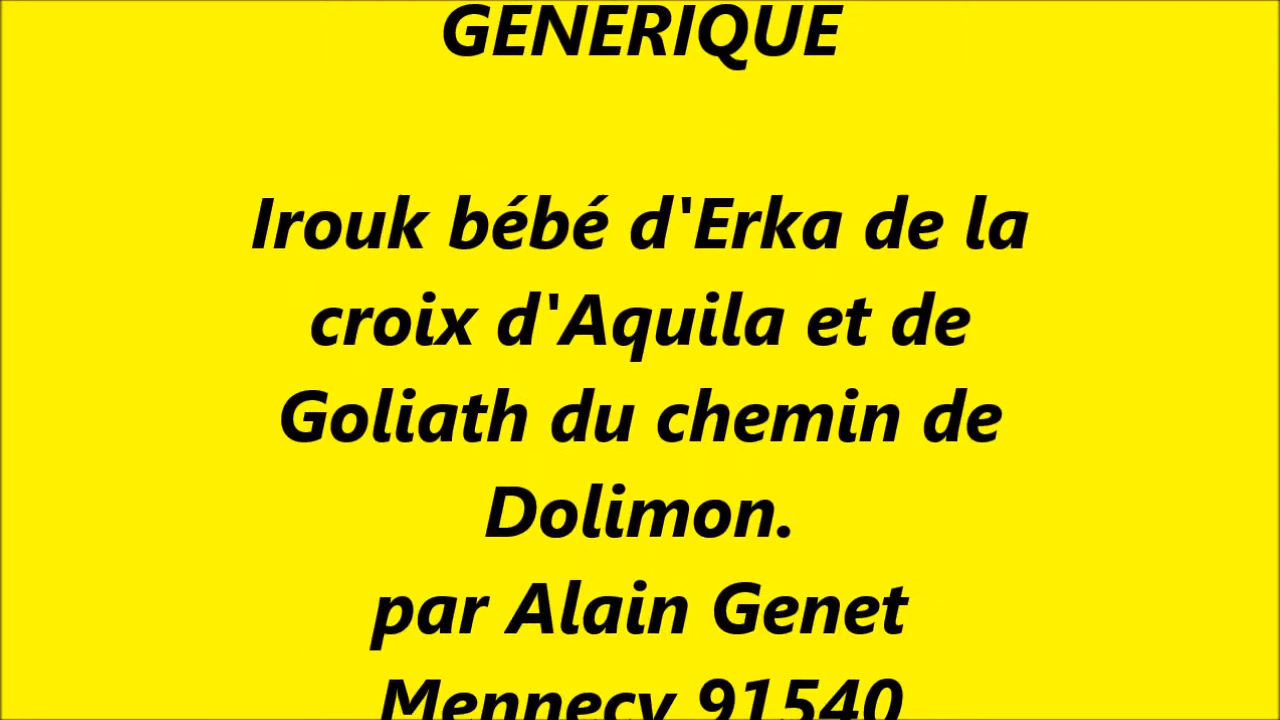 GENERIQUE
Irouk bébé d'Erka de la
croix d'Aquila et de
Goliath du chemin de
Dolimon.
par Alain Genet
Mennecy 91540